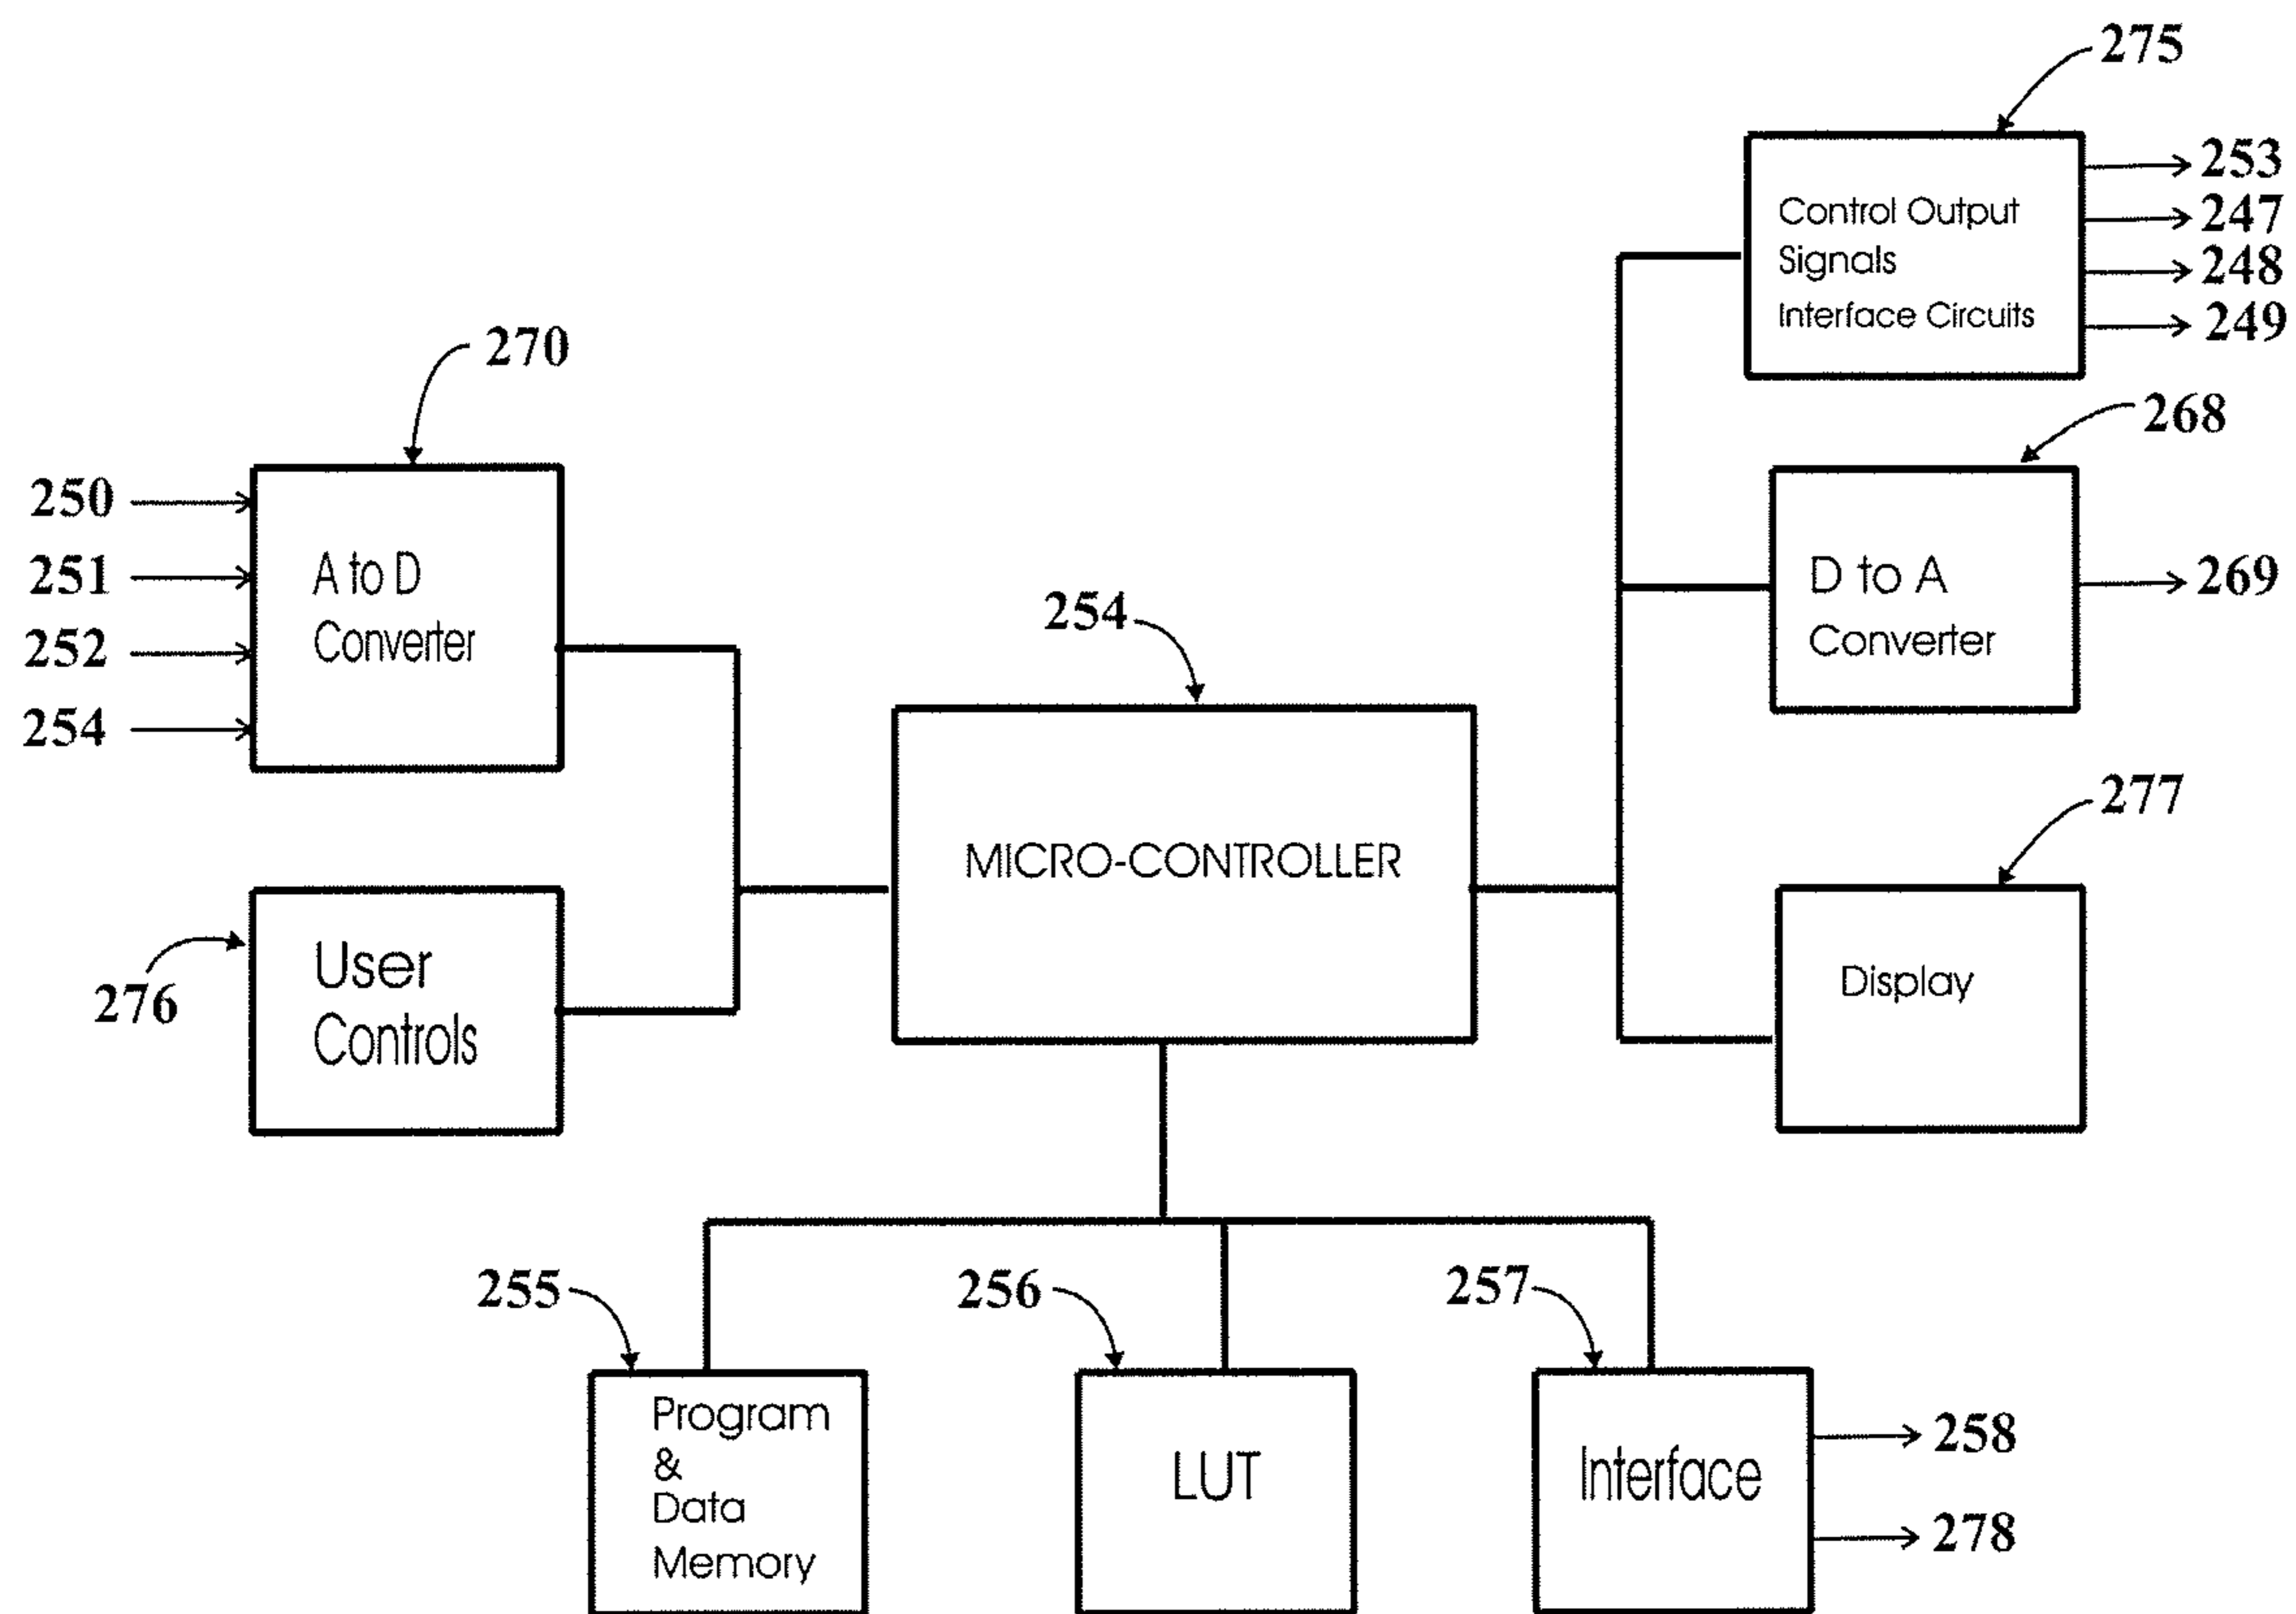 275
253
Control Output
247
Signals
248
Interface Circuits
249
270
268
250
A to D
251
Converter
252
254
D to A
269
Converter
254
MICRO-CONTROLLER
277
User
Controls
276
Display
255
256
257
Program
&
Data
Memory
LUT
Interface
258
278